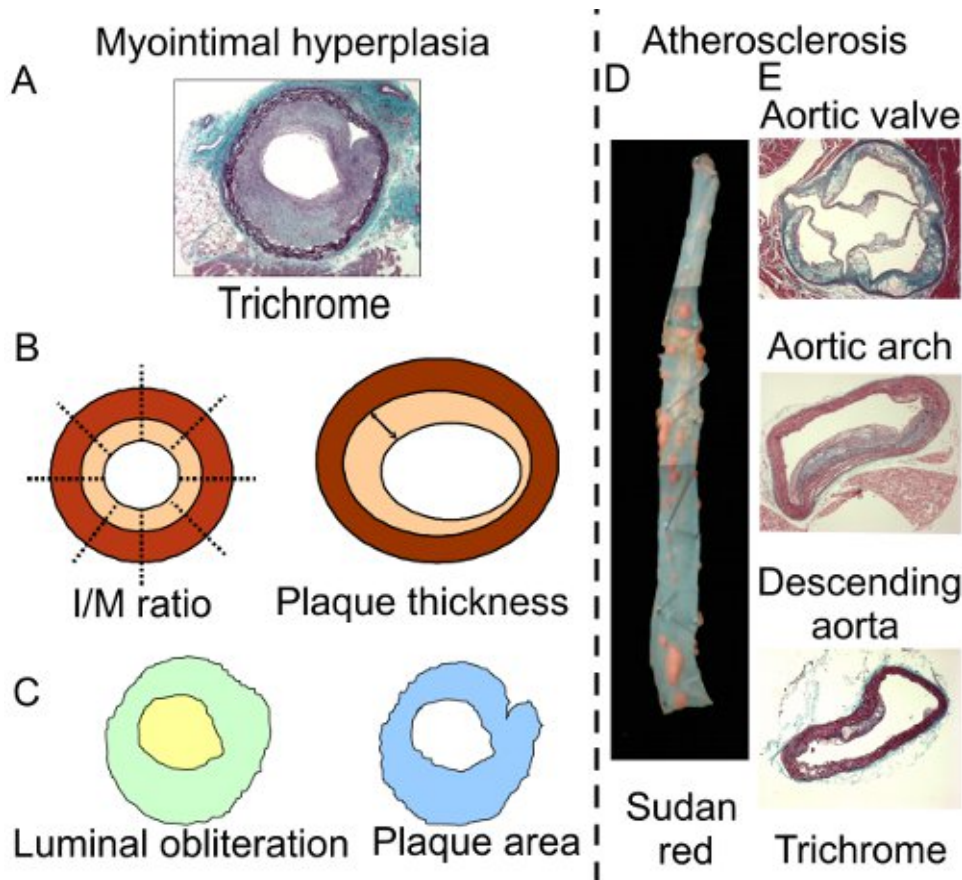 Myointimal hyperplasia
A
Trichrome
B
I/M ratio
Plaque thickness
C
Luminal obliteration
Plaque area
Atherosclerosis
D
Sudan
red
E
Aortic valve
Aortic arch
Descending
aorta
Trichrome